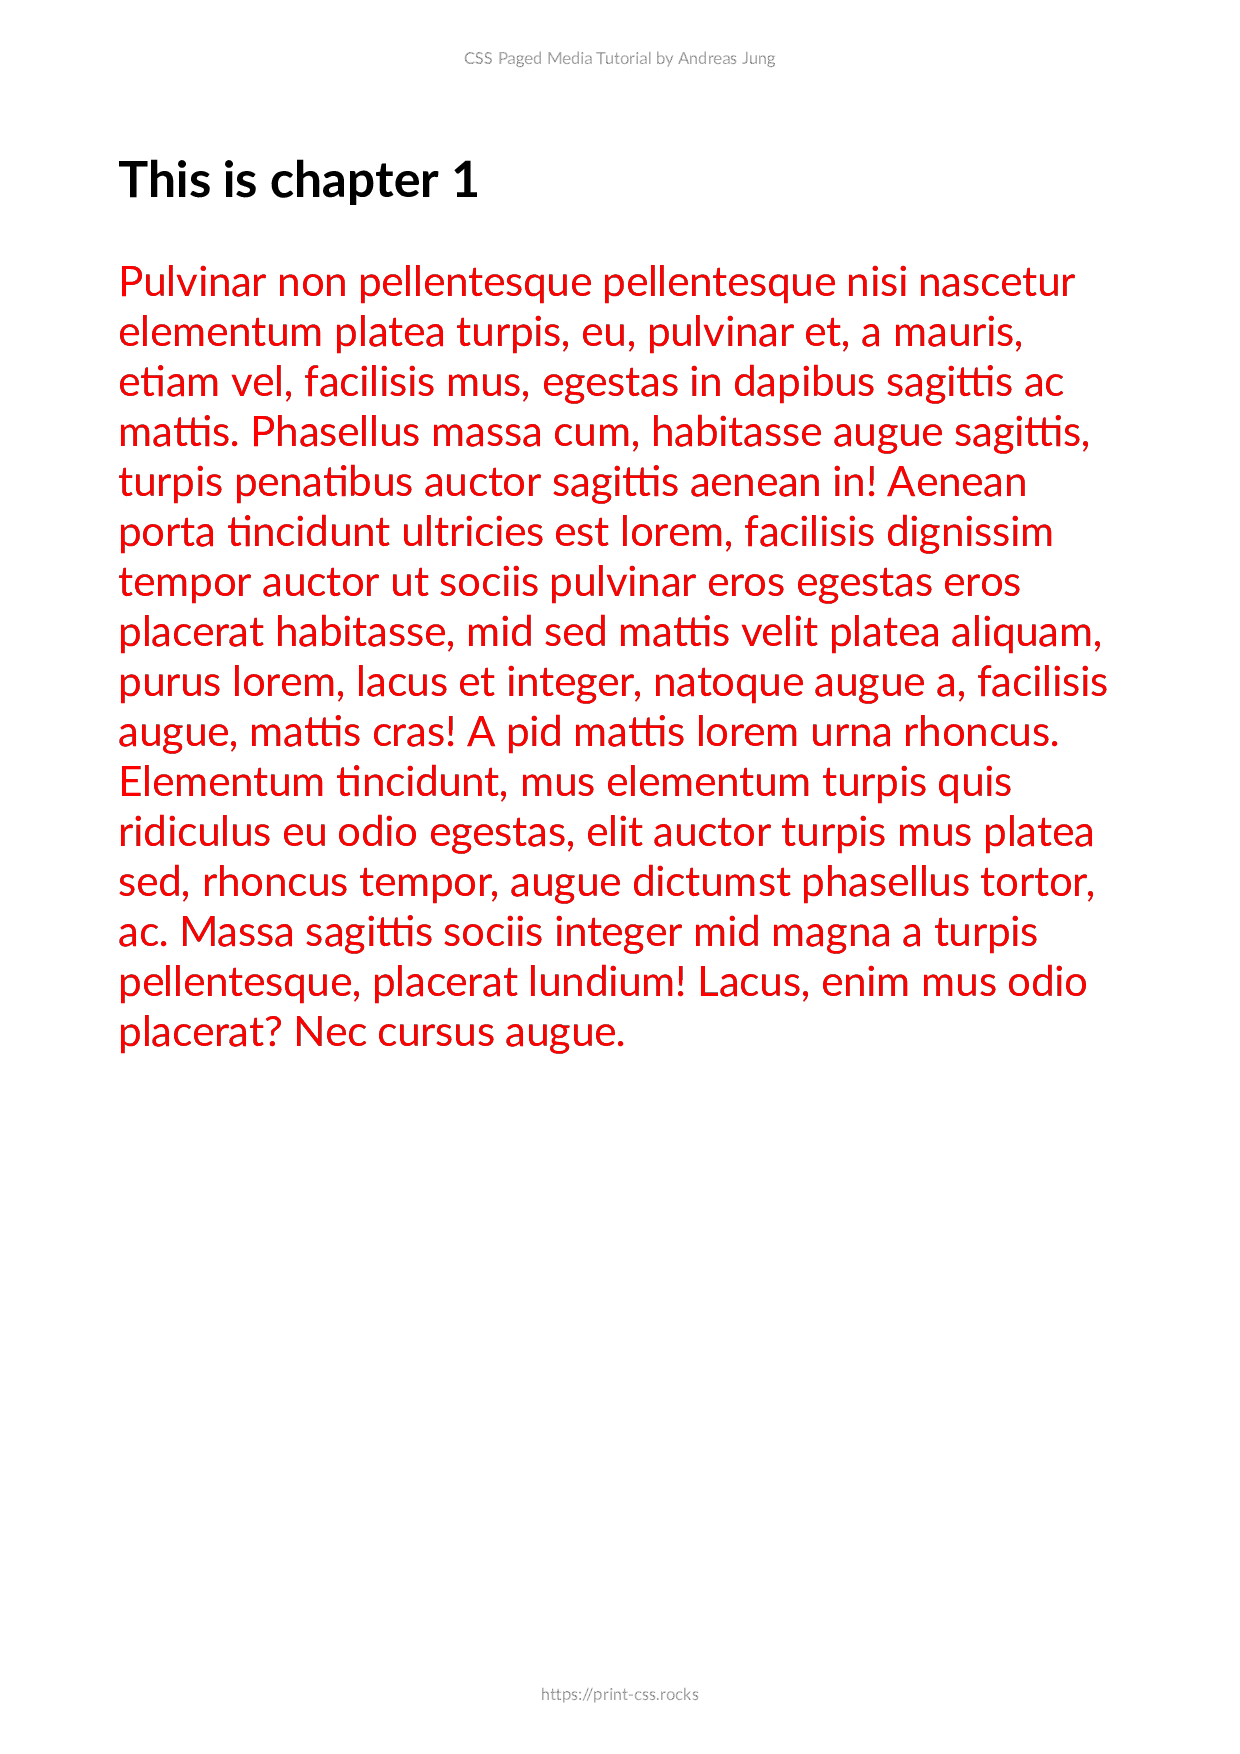 CSS Paged Media Tutorial by Andreas Jung
This is chapter 1
Pulvinar non pellentesque pellentesque nisi nascetur
elementum platea turpis, eu, pulvinar et, a mauris,
etiam vel, facilisis mus, egestas in dapibus sagittis ac
mattis. Phasellus massa cum, habitasse augue sagittis,
turpis penatibus auctor sagittis aenean in! Aenean
porta tincidunt ultricies est lorem, facilisis dignissim
tempor auctor ut sociis pulvinar eros egestas eros
placerat habitasse, mid sed mattis velit platea aliquam,
purus lorem, lacus et integer, natoque augue a, facilisis
augue, mattis cras! A pid mattis lorem urna rhoncus.
Elementum tincidunt, mus elementum turpis quis
ridiculus eu odio egestas, elit auctor turpis mus platea
sed, rhoncus tempor, augue dictumst phasellus tortor,
ac. Massa sagittis sociis integer mid magna a turpis
pellentesque, placerat lundium! Lacus, enim mus odio
placerat? Nec cursus augue.
https://print-css.rocks